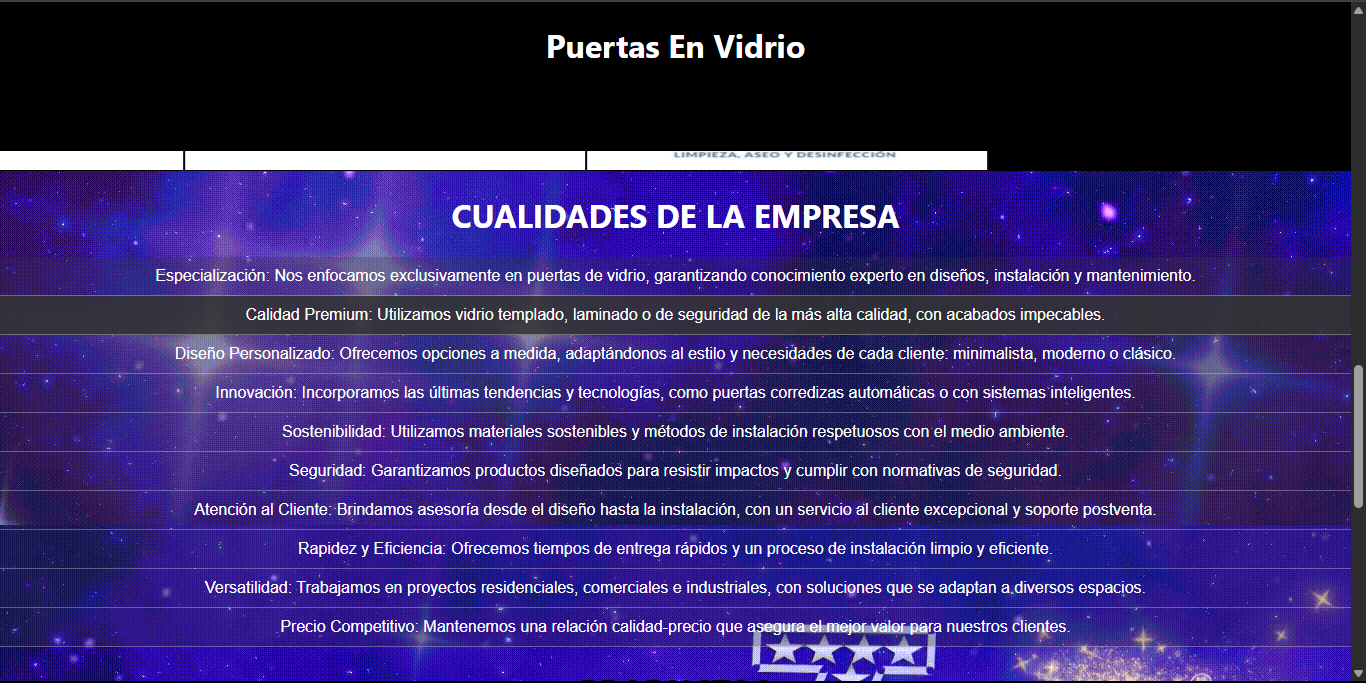 Puertas En Vidrio
LIMPIEZA, ASEO Y DESINFECCIÓN
CUALIDADES DE LA EMPRESA
Especialización: Nos enfocamos exclusivamente en puertas de vidrio, garantizando conocimiento experto en diseños, instalación y mantenimiento.
Calidad Premium: Utilizamos vidrio templado, laminado o de seguridad de la más alta calidad, con acabados impecables.
Diseño Personalizado: Ofrecemos opciones a medida, adaptándonos al estilo y necesidades de cada cliente: minimalista, moderno o clásico.
Innovación: Incorporamos las últimas tendencias y tecnologías, como puertas corredizas automáticas o con sistemas inteligentes.
Sostenibilidad: Utilizamos materiales sostenibles y métodos de instalación respetuosos con el medio ambiente.
Seguridad: Garantizamos productos diseñados para resistir impactos y cumplir con normativas de seguridad.
Atención al Cliente: Brindamos asesoría desde el diseño hasta la instalación, con un servicio al cliente excepcional y soporte postventa.
Rapidez y Eficiencia: Ofrecemos tiempos de entrega rápidos y un proceso de instalación limpio y eficiente.
Versatilidad: Trabajamos en proyectos residenciales, comerciales e industriales, con soluciones que se adaptan a diversos espacios.
Precio Competitivo: Mantenemos una relación calidad-precio que asegura el mejor valor para nuestros clientes.